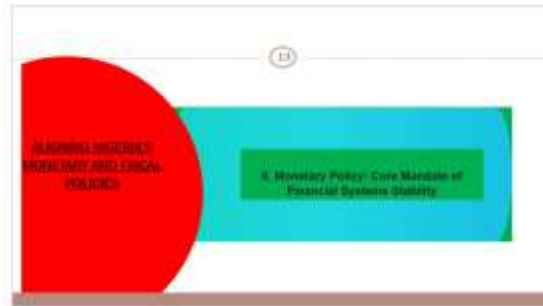 13
ALIGNING NIGERIA'S
MONETARY AND FISCAL
POLICIES
II. Monetary Policy: Core Mandate of
Financial Systems Stability